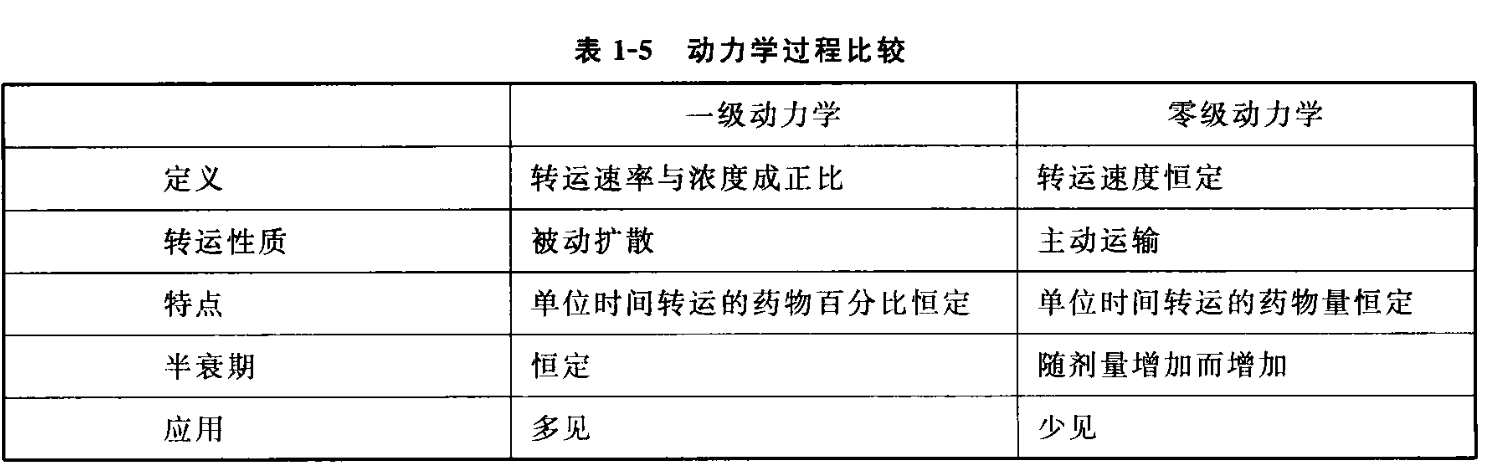 表 1-5 动力学过程比较
一级动力学 零级动力学
定义 转运速率与浓度成正比 转运速度恒定
转运性质 被动扩散 主动运输
特点 单位时间转运的药物百分比恒定 单位时间转运的药物量恒定
半衰期 恒定 随剂量增加而增加
应用 多见 少见